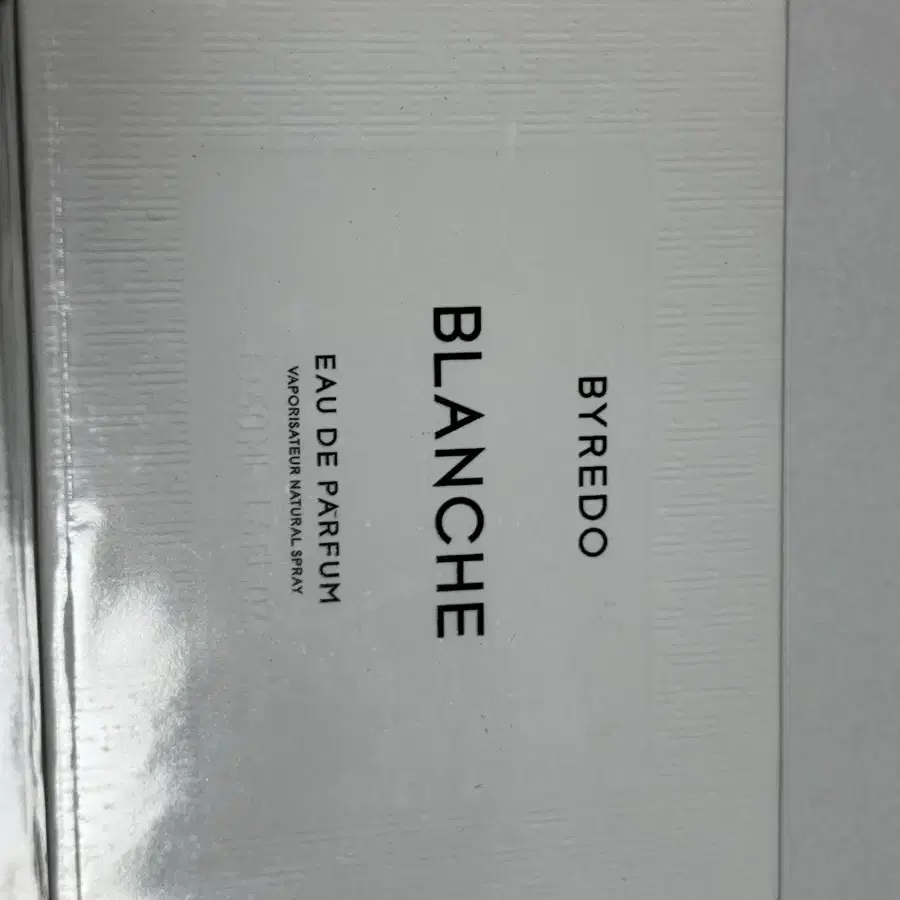 BYREDO
BLANCHE
EAU DE PARFUM
VAPORISATEUR NATURAL SPRAY